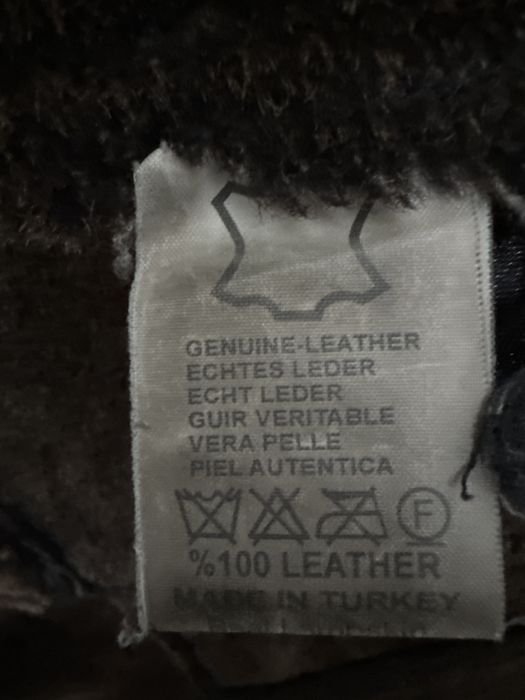 GENUINE-LEATHER
ECHTES LEDER
ECHT LEDER
GUIR VERITABLE
VERA PELLE
PIEL AUTENTICA
F
%100 LEATHER
MADE IN TURKEY